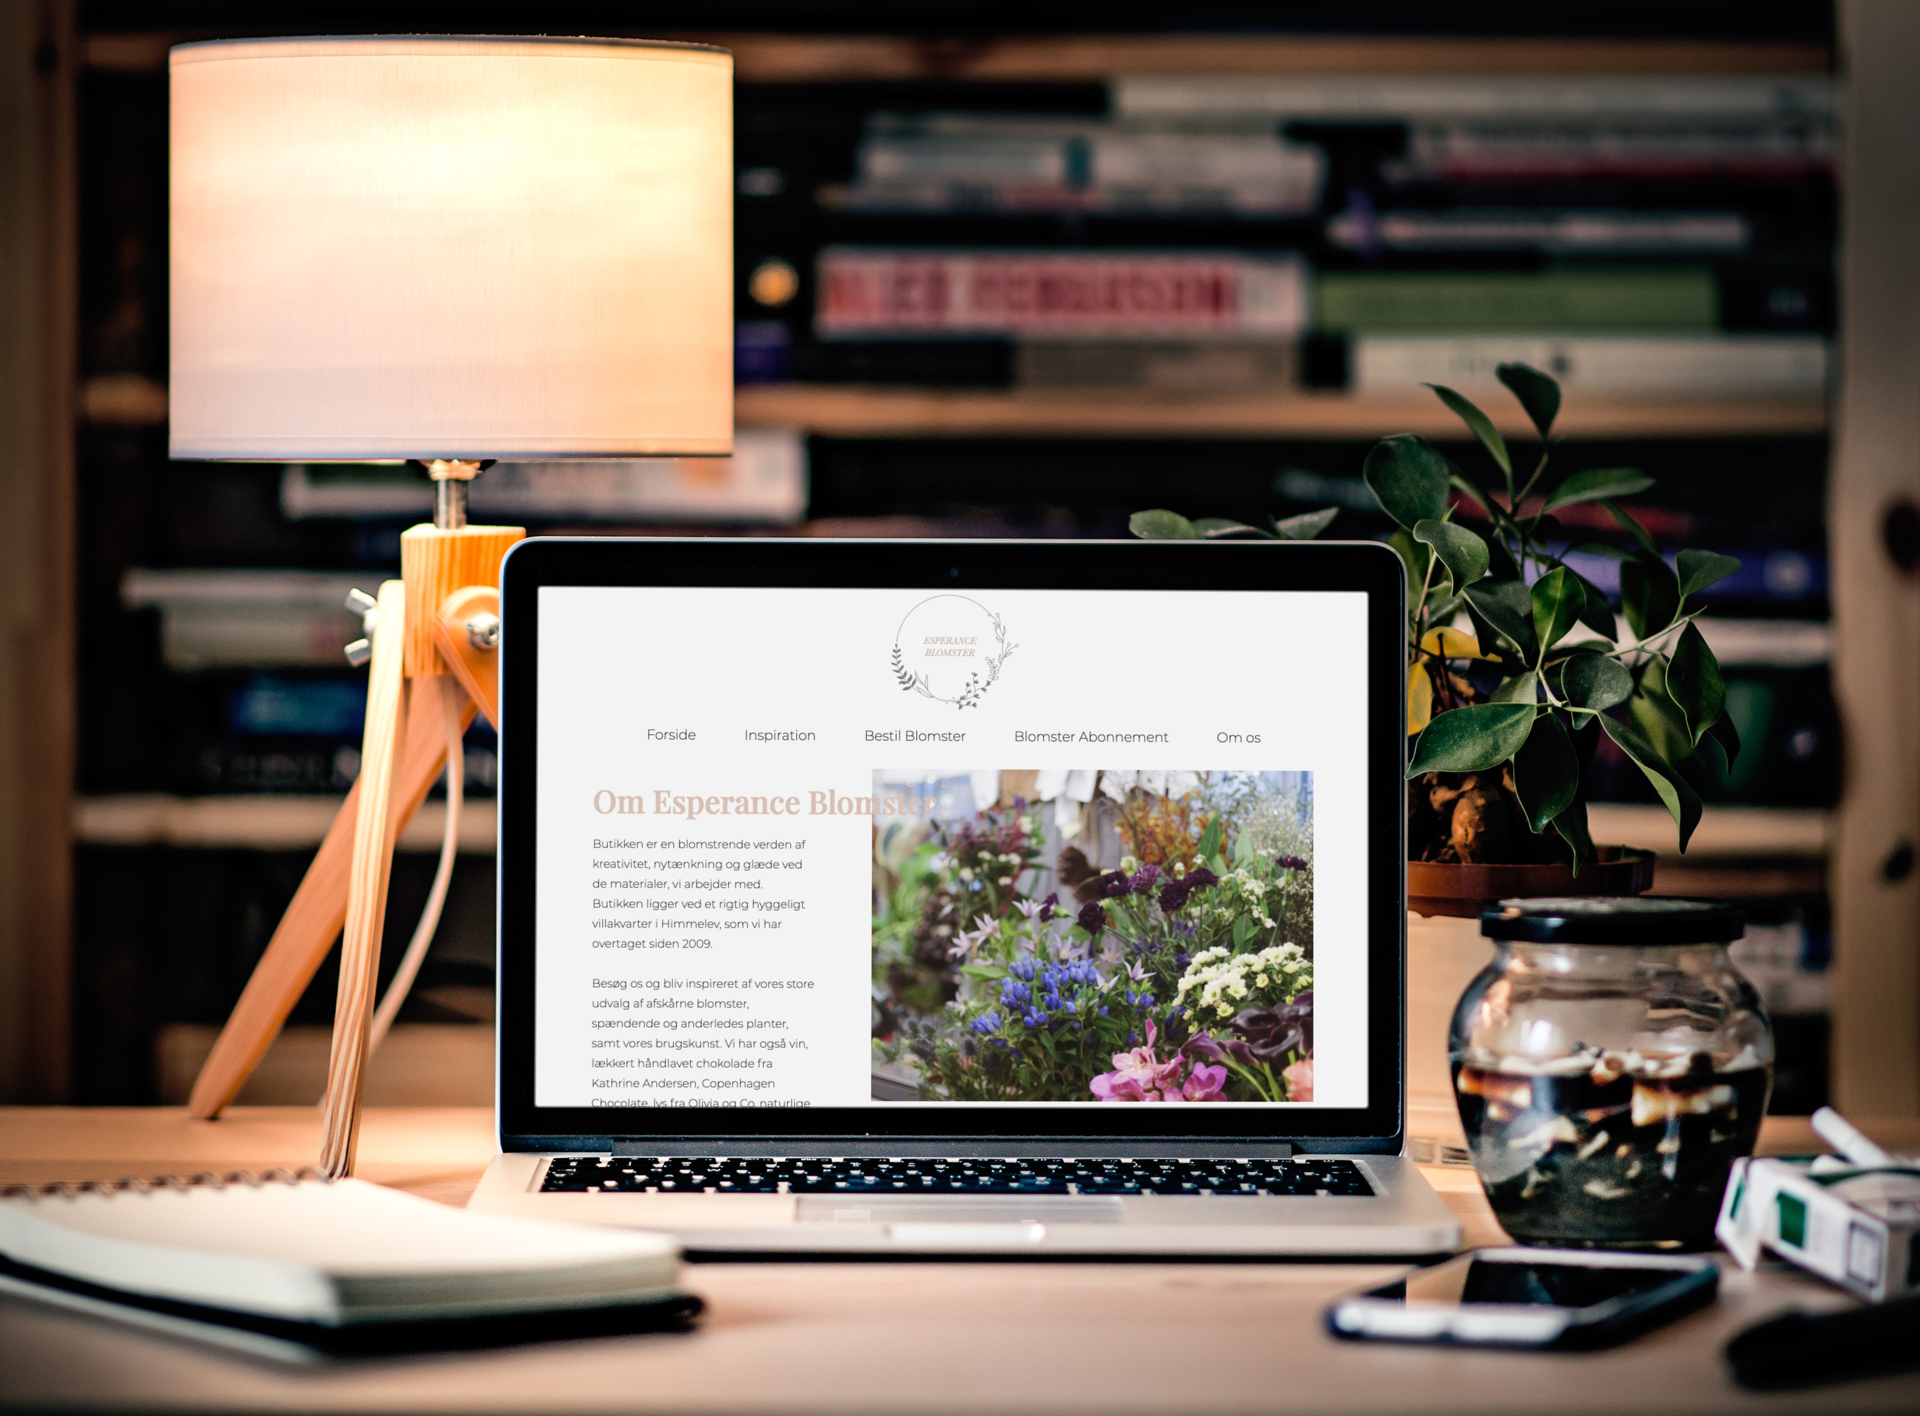 ESPERANCE
BLOMSTER
Forside Inspiration Bestil Blomster Blomster Abonnement Om os
Om Esperance Blomster
Butikken er en blomstrende verden af
kreativitet, nytænkning og glæde ved
de materialer, vi arbejder med.
Butikken ligger ved et rigtig hyggeligt
villakvarter i Himmelev, som vi har
overtaget siden 2009.
Besøg os og bliv inspireret af vores store
udvalg af afskårne blomster,
spændende og anderledes planter,
samt vores brugskunst. Vi har også vin,
lækkert håndlavet chokolade fra
Kathrine Andersen, Copenhagen
Chocolate, lys fra Olivia og Co. naturlige